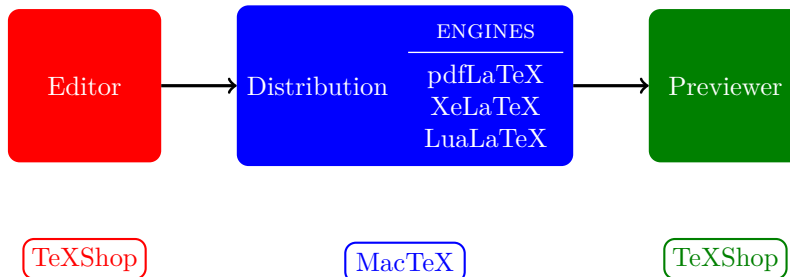 Editor
Distribution
ENGINES
pdfLaTeX
XeLaTeX
LuaLaTeX
Previewer
TeXShop
MacTeX
TeXShop